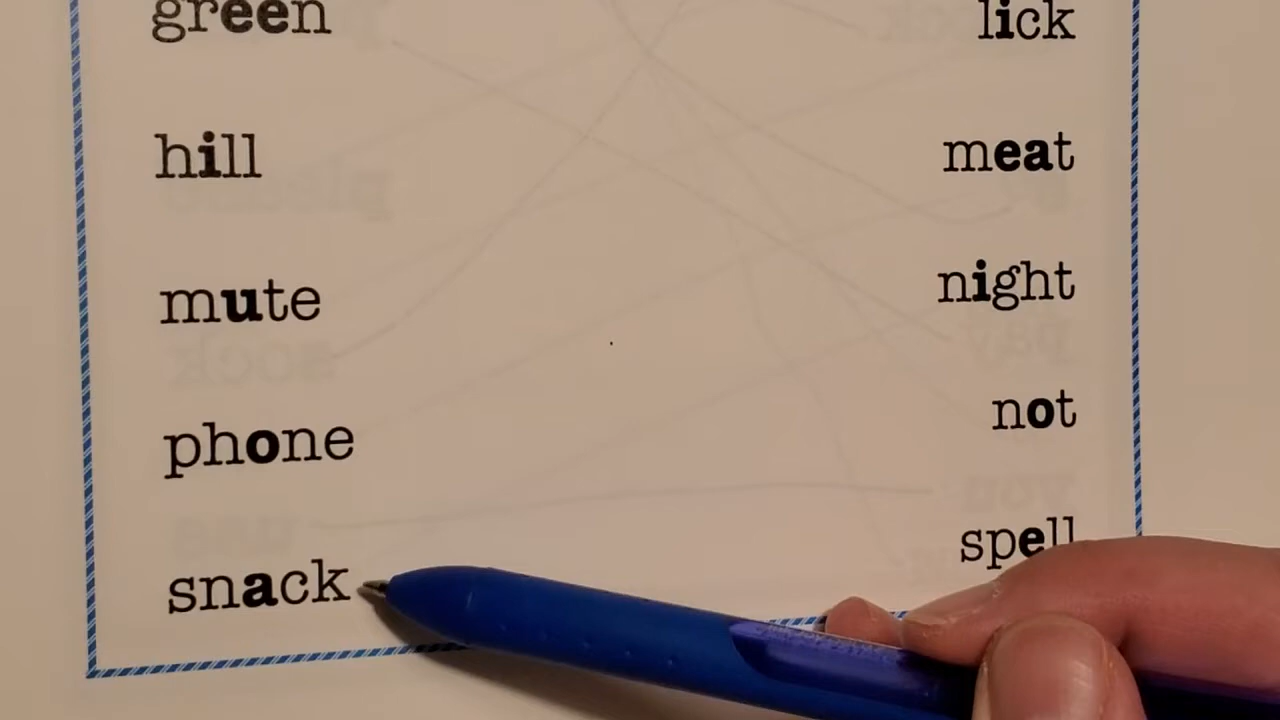 green
lick
hill
meat
mute
night
phone
not
snack
spell